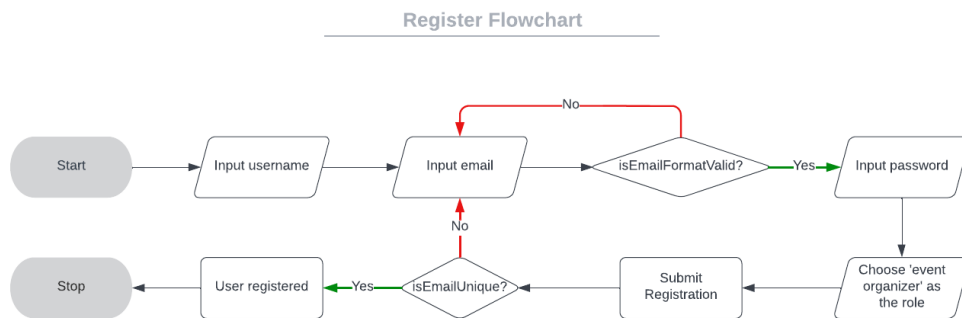 Register Flowchart
No
Start
Input username
Input email
isEmailFormatValid?
Yes
Input password
No
Stop
User registered
Yes
isEmailUnique?
Submit
Registration
Choose 'event
organizer' as
the role